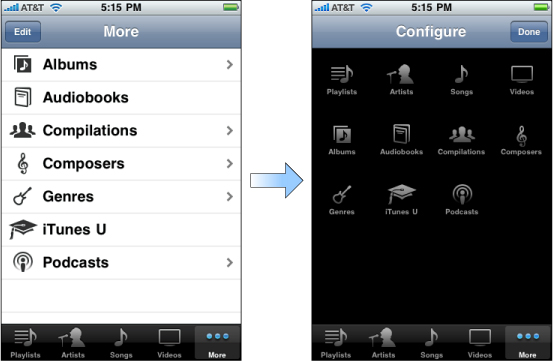 AT&T 5:15 PM
Edit More
Albums
Audiobooks
Compilations
Composers
Genres
iTunes U
Podcasts
Playlists Artists Songs Videos More
AT&T 5:15 PM
Configure Done
Playlists Artists Songs Videos
Albums Audiobooks Compilations Composers
Genres iTunes U Podcasts
Playlists Artists Songs Videos More